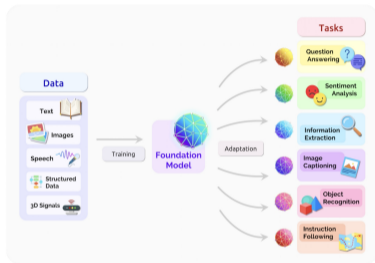 Tasks
Question
Answering
Data
Sentiment
Analysis
Text
Images
Information
Extraction
Speech
Training
Foundation
Model
Adaptation
Image
Captioning
Structured
Data
3D Signals
Object
Recognition
Instruction
Following